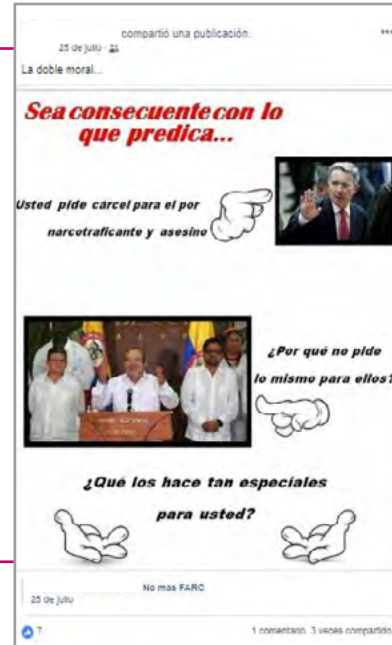 compartió una publicación.
25 de julio
La doble moral...
Sea consecuente con lo
que predica...
Usted pide cárcel para el por
narcotraficante y asesino
¿Por qué no pide
lo mismo para ellos?
¿Qué los hace tan especiales
para usted?
No mas FARC
25 de julio
7
1 comentario 3 veces compartido